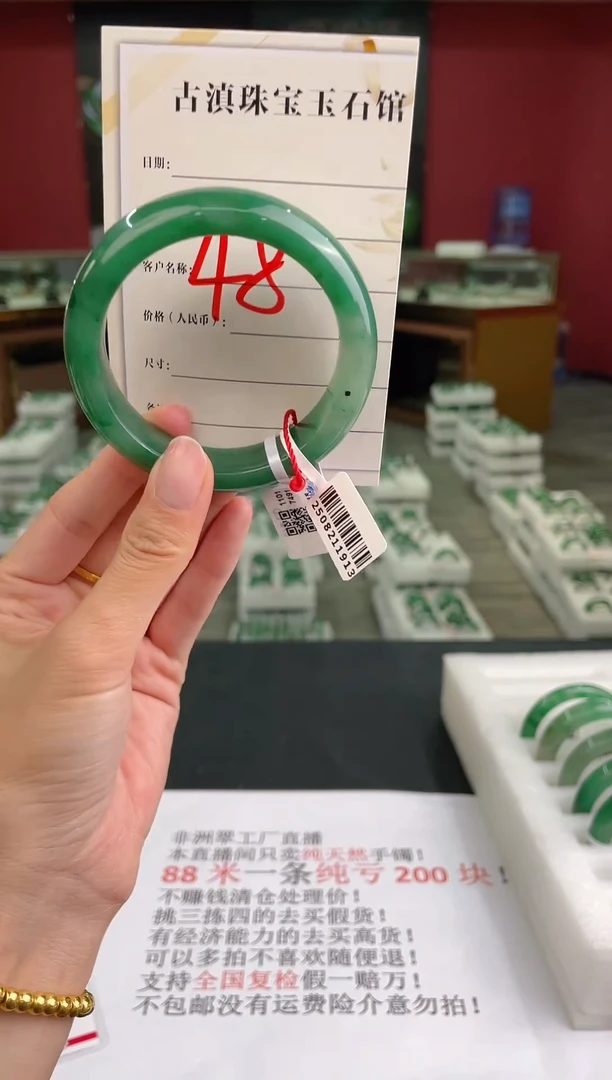 古滇珠宝玉石馆
日期:
客户名称:
48
价格(人民币):
尺寸:
1101
7491
2508211913
非洲翠工厂直播
本直播间只卖纯天然手镯!
88 米一条纯亏 200 块!
不赚钱清仓处理价!
挑三拣四的去买假货!
有经济能力的去买高货!
可以多拍不喜欢随便退!
支持全国复检假一赔万!
不包邮没有运费险介意勿拍!